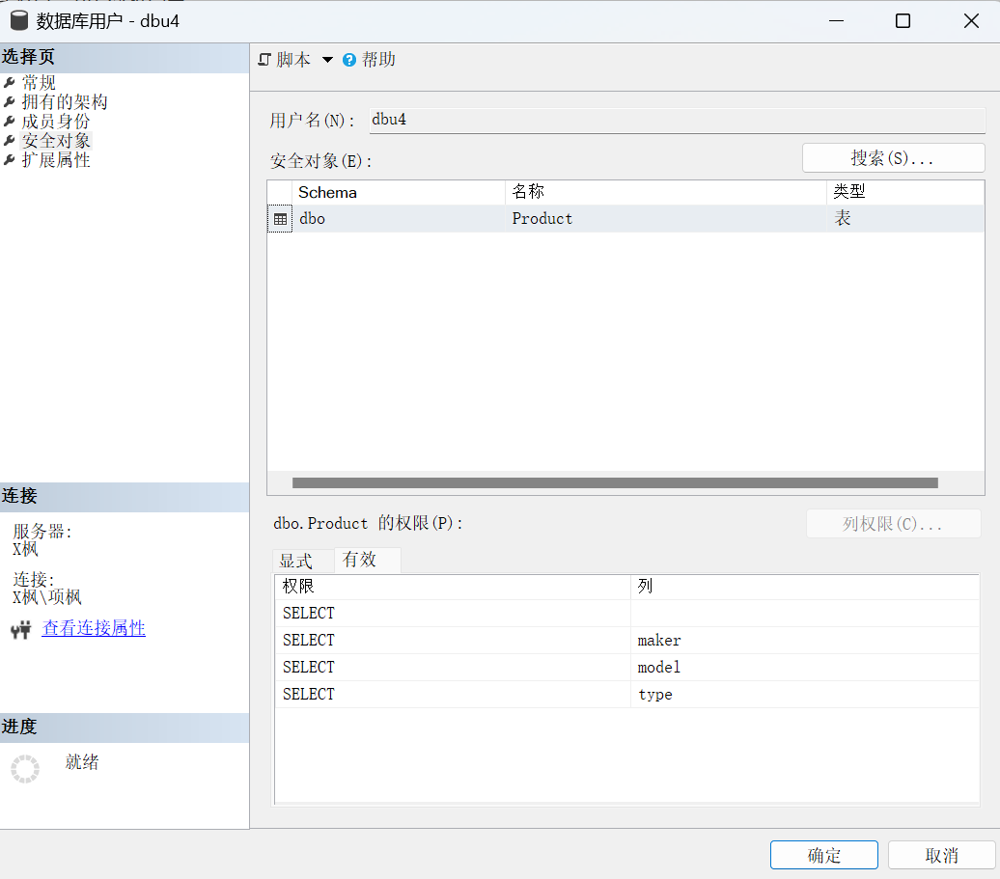 数据库用户 - dbu4
选择页
常规
拥有的架构
成员身份
安全对象
扩展属性
连接
服务器:
X枫
连接:
X枫\项枫
查看连接属性
进度
就绪
脚本 帮助
用户名(N): dbu4
安全对象(E): 搜索(S)...
Schema 名称 类型
dbo Product 表
dbo.Product 的权限(P): 列权限(C)...
显式 有效
权限 列
SELECT
SELECT maker
SELECT model
SELECT type
确定 取消